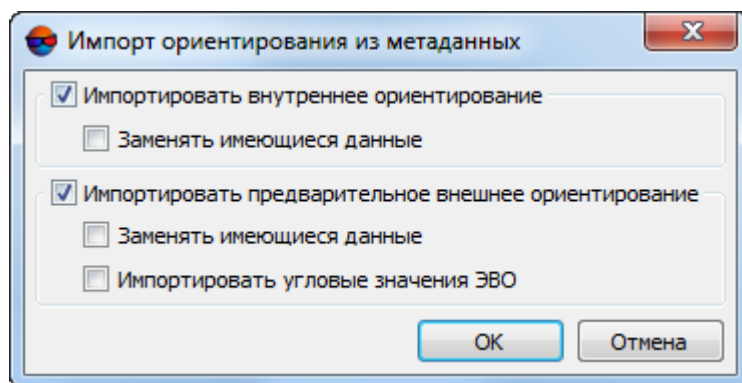 Импорт ориентирования из метаданных
Импортировать внутреннее ориентирование
Заменять имеющиеся данные
Импортировать предварительное внешнее ориентирование
Заменять имеющиеся данные
Импортировать угловые значения ЭВО
OK Отмена